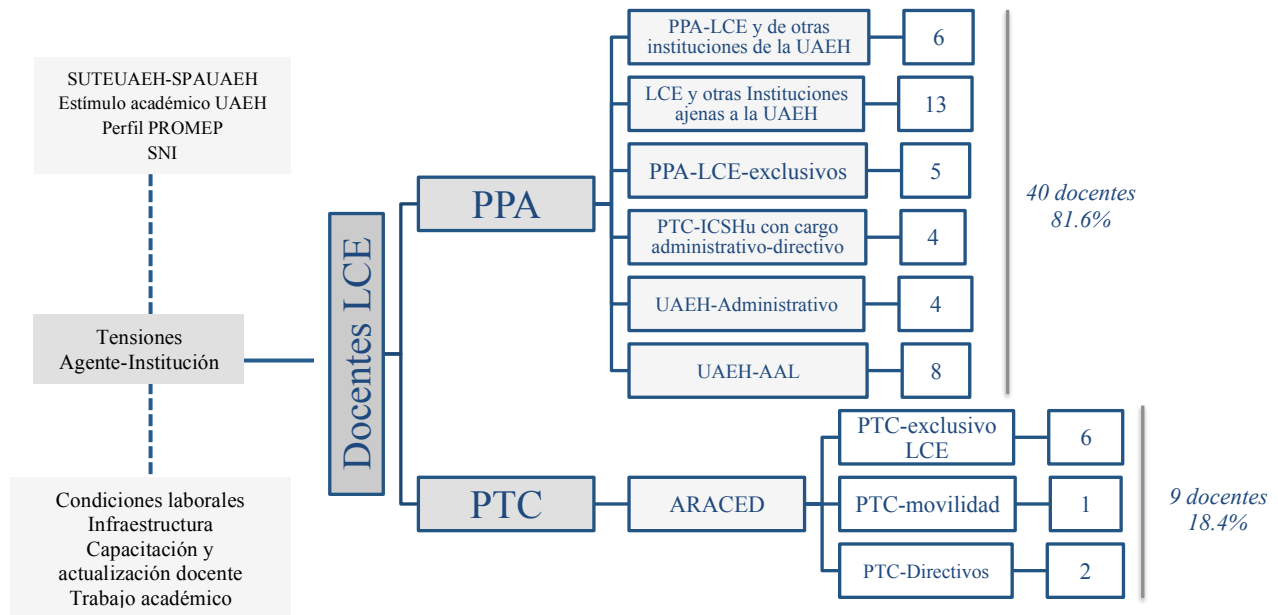 SUTEUAEH-SPAUAEH
Estímulo académico UAEH
Perfil PROMEP
SNI
Tensiones
Agente-Institución
Condiciones laborales
Infraestructura
Capacitación y
actualización docente
Trabajo académico
Docentes LCE
PPA
PPA-LCE y de otras
instituciones de la UAEH
6
LCE y otras Instituciones
ajenas a la UAEH
13
PPA-LCE-exclusivos
5
PTC-ICSHu con cargo
administrativo-directivo
4
UAEH-Administrativo
4
UAEH-AAL
8
40 docentes
81.6%
PTC
ARACED
PTC-exclusivo
LCE
6
PTC-movilidad
1
PTC-Directivos
2
9 docentes
18.4%